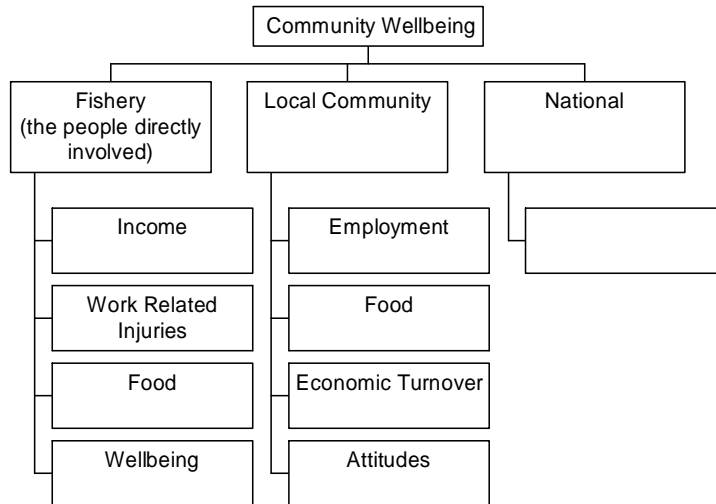 Community Wellbeing
Fishery
(the people directly
involved)
Local Community
National
Income
Work Related
Injuries
Food
Wellbeing
Employment
Food
Economic Turnover
Attitudes